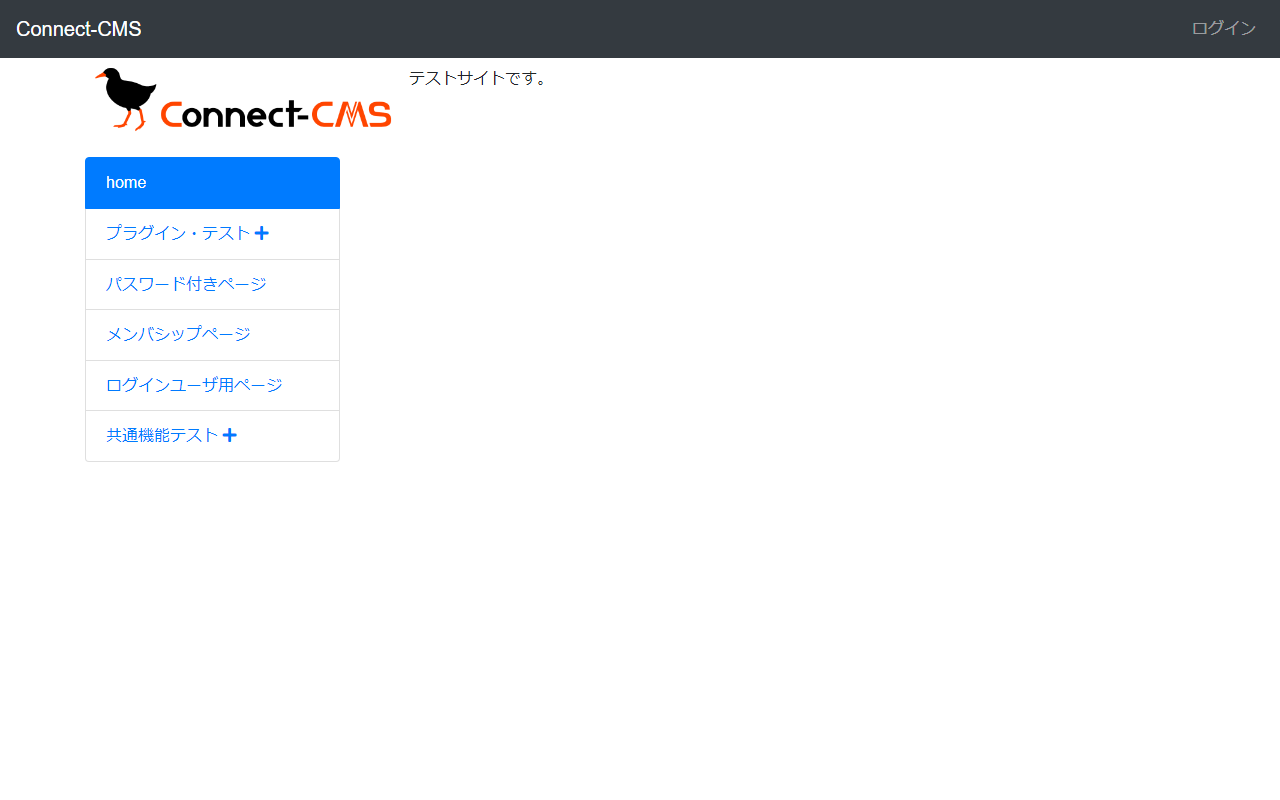 Connect-CMS
ログイン
Connect-CMS
テストサイトです。
home
プラグイン・テスト
パスワード付きページ
メンバシップページ
ログインユーザ用ページ
共通機能テスト